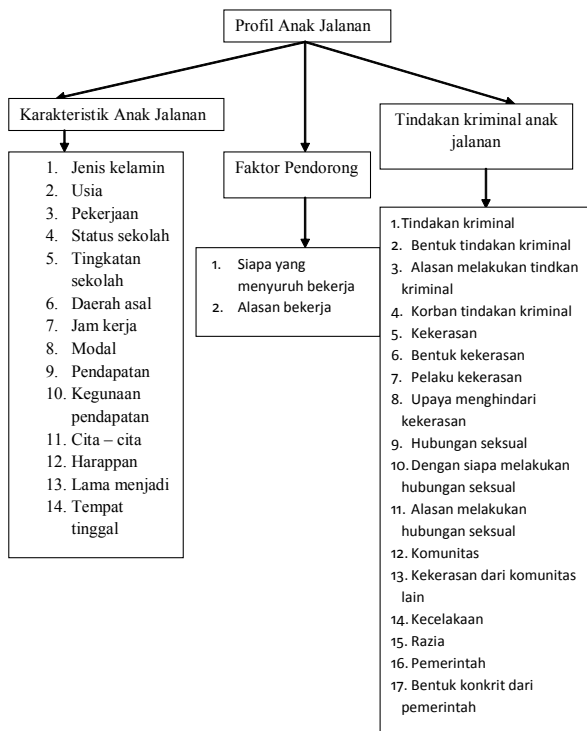 Profil Anak Jalanan
Karakteristik Anak Jalanan
1. Jenis kelamin
2. Usia
3. Pekerjaan
4. Status sekolah
5. Tingkatan
sekolah
6. Daerah asal
7. Jam kerja
8. Modal
9. Pendapatan
10. Kegunaan
pendapatan
11. Cita – cita
12. Harappan
13. Lama menjadi
14. Tempat
tinggal
Faktor Pendorong
1. Siapa yang
menyuruh bekerja
2. Alasan bekerja
Tindakan kriminal anak
jalanan
1. Tindakan kriminal
2. Bentuk tindakan kriminal
3. Alasan melakukan tindkan
kriminal
4. Korban tindakan kriminal
5. Kekerasan
6. Bentuk kekerasan
7. Pelaku kekerasan
8. Upaya menghindari
kekerasan
9. Hubungan seksual
10. Dengan siapa melakukan
hubungan seksual
11. Alasan melakukan
hubungan seksual
12. Komunitas
13. Kekerasan dari komunitas
lain
14. Kecelakaan
15. Razia
16. Pemerintah
17. Bentuk konkrit dari
pemerintah